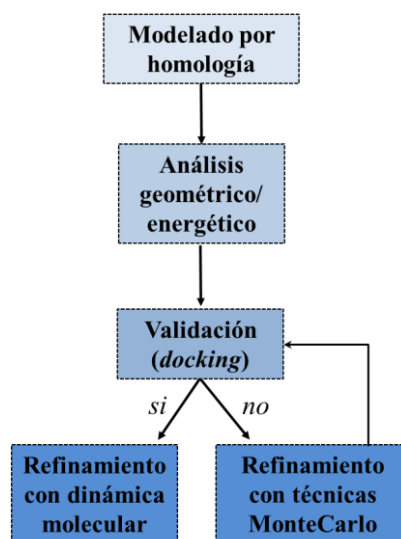 Modelado por
homología
Análisis
geométrico/
energético
Validación
(docking)
si
no
Refinamiento
con dinámica
molecular
Refinamiento
con técnicas
MonteCarlo